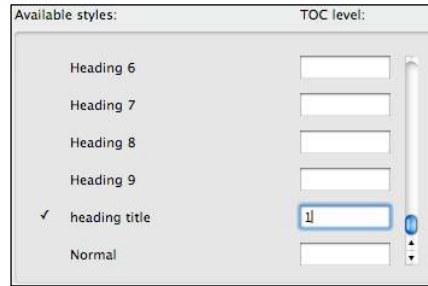 Available styles: TOC level:
Heading 6
Heading 7
Heading 8
Heading 9
✓ heading title 1
Normal